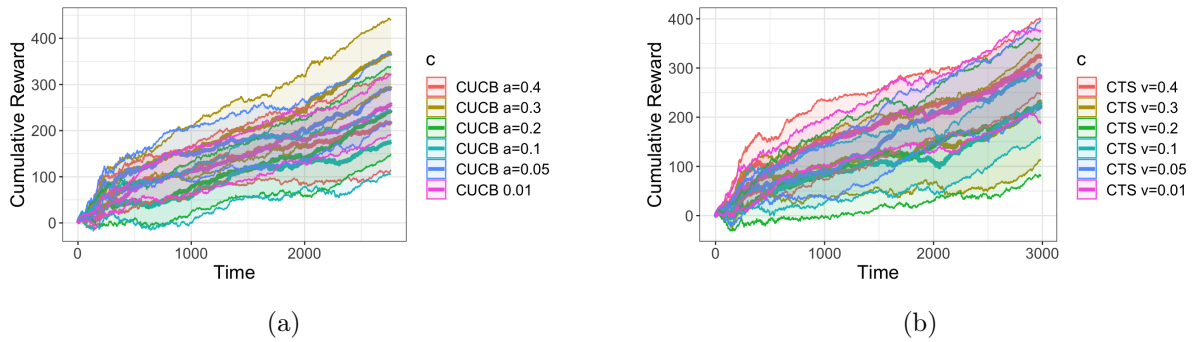 Cumulative Reward
400
300
200
100
0
0
1000
2000
Time
c
CUCB a=0.4
CUCB a=0.3
CUCB a=0.2
CUCB a=0.1
CUCB a=0.05
CUCB 0.01
(a)
Cumulative Reward
400
300
200
100
0
0
1000
2000
3000
Time
c
CTS v=0.4
CTS v=0.3
CTS v=0.2
CTS v=0.1
CTS v=0.05
CTS v=0.01
(b)